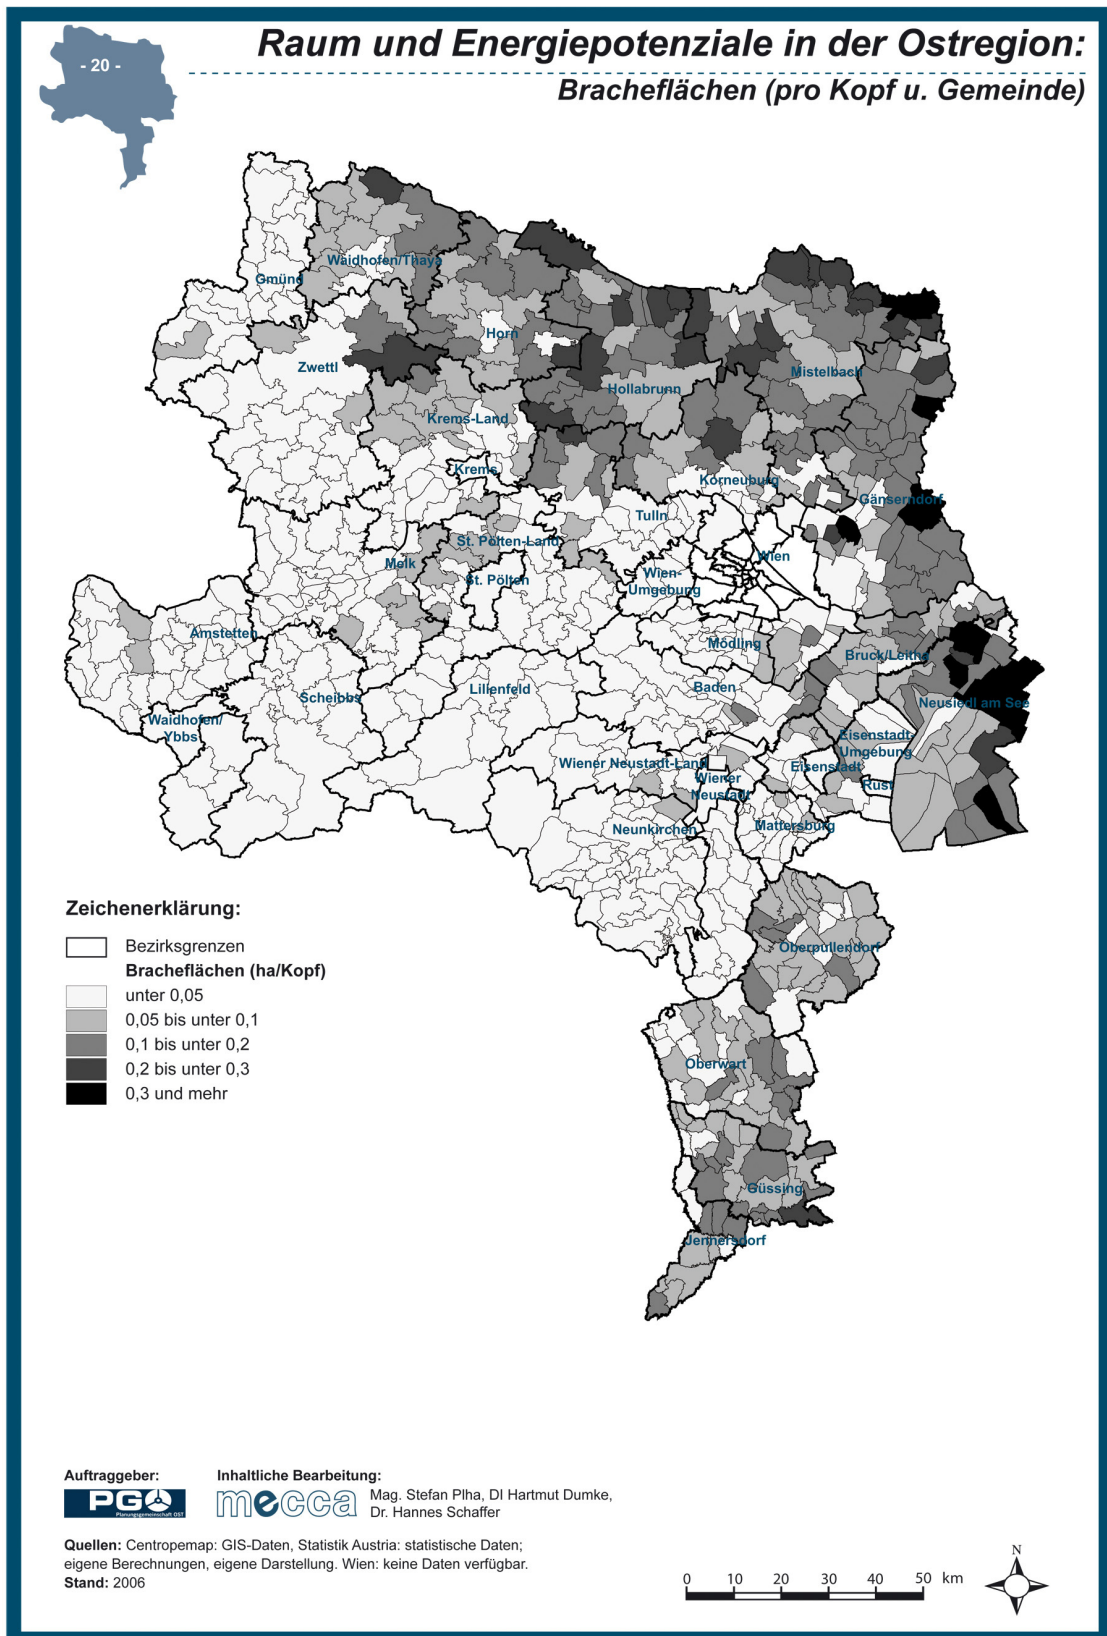 - 20 -
Raum und Energiepotenziale in der Ostregion:
Bracheflächen (pro Kopf u. Gemeinde)
Waidhofen/Thaya
Gmünd
Horn
Zwettl
Mistelbach
Hollabrunn
Krems-Land
Krems
Korneuburg
Gänserndorf
Tulln
St. Pölten-Land
Wien
Melk
St. Pölten
Wien-
Umgebung
Amstetten
Mödling
Bruck/Leitha
Scheibbs
Lilienfeld
Baden
Neusiedl am See
Waidhofen/
Ybbs
Eisenstadt-
Umgebung
Wiener Neustadt-Land
Eisenstadt
Wiener
Neustadt
Rust
Neunkirchen
Mattersburg
Oberpullendorf
Oberwart
Güssing
Jennersdorf
Zeichenerklärung:
Bezirksgrenzen
Bracheflächen (ha/Kopf)
unter 0,05
0,05 bis unter 0,1
0,1 bis unter 0,2
0,2 bis unter 0,3
0,3 und mehr
Auftraggeber:
PGO
Planungsgemeinschaft OST
Inhaltliche Bearbeitung:
mecca
Mag. Stefan Plha, DI Hartmut Dumke,
Dr. Hannes Schaffer
Quellen: Centropemap: GIS-Daten, Statistik Austria: statistische Daten;
eigene Berechnungen, eigene Darstellung. Wien: keine Daten verfügbar.
Stand: 2006
0 10 20 30 40 50 km
N